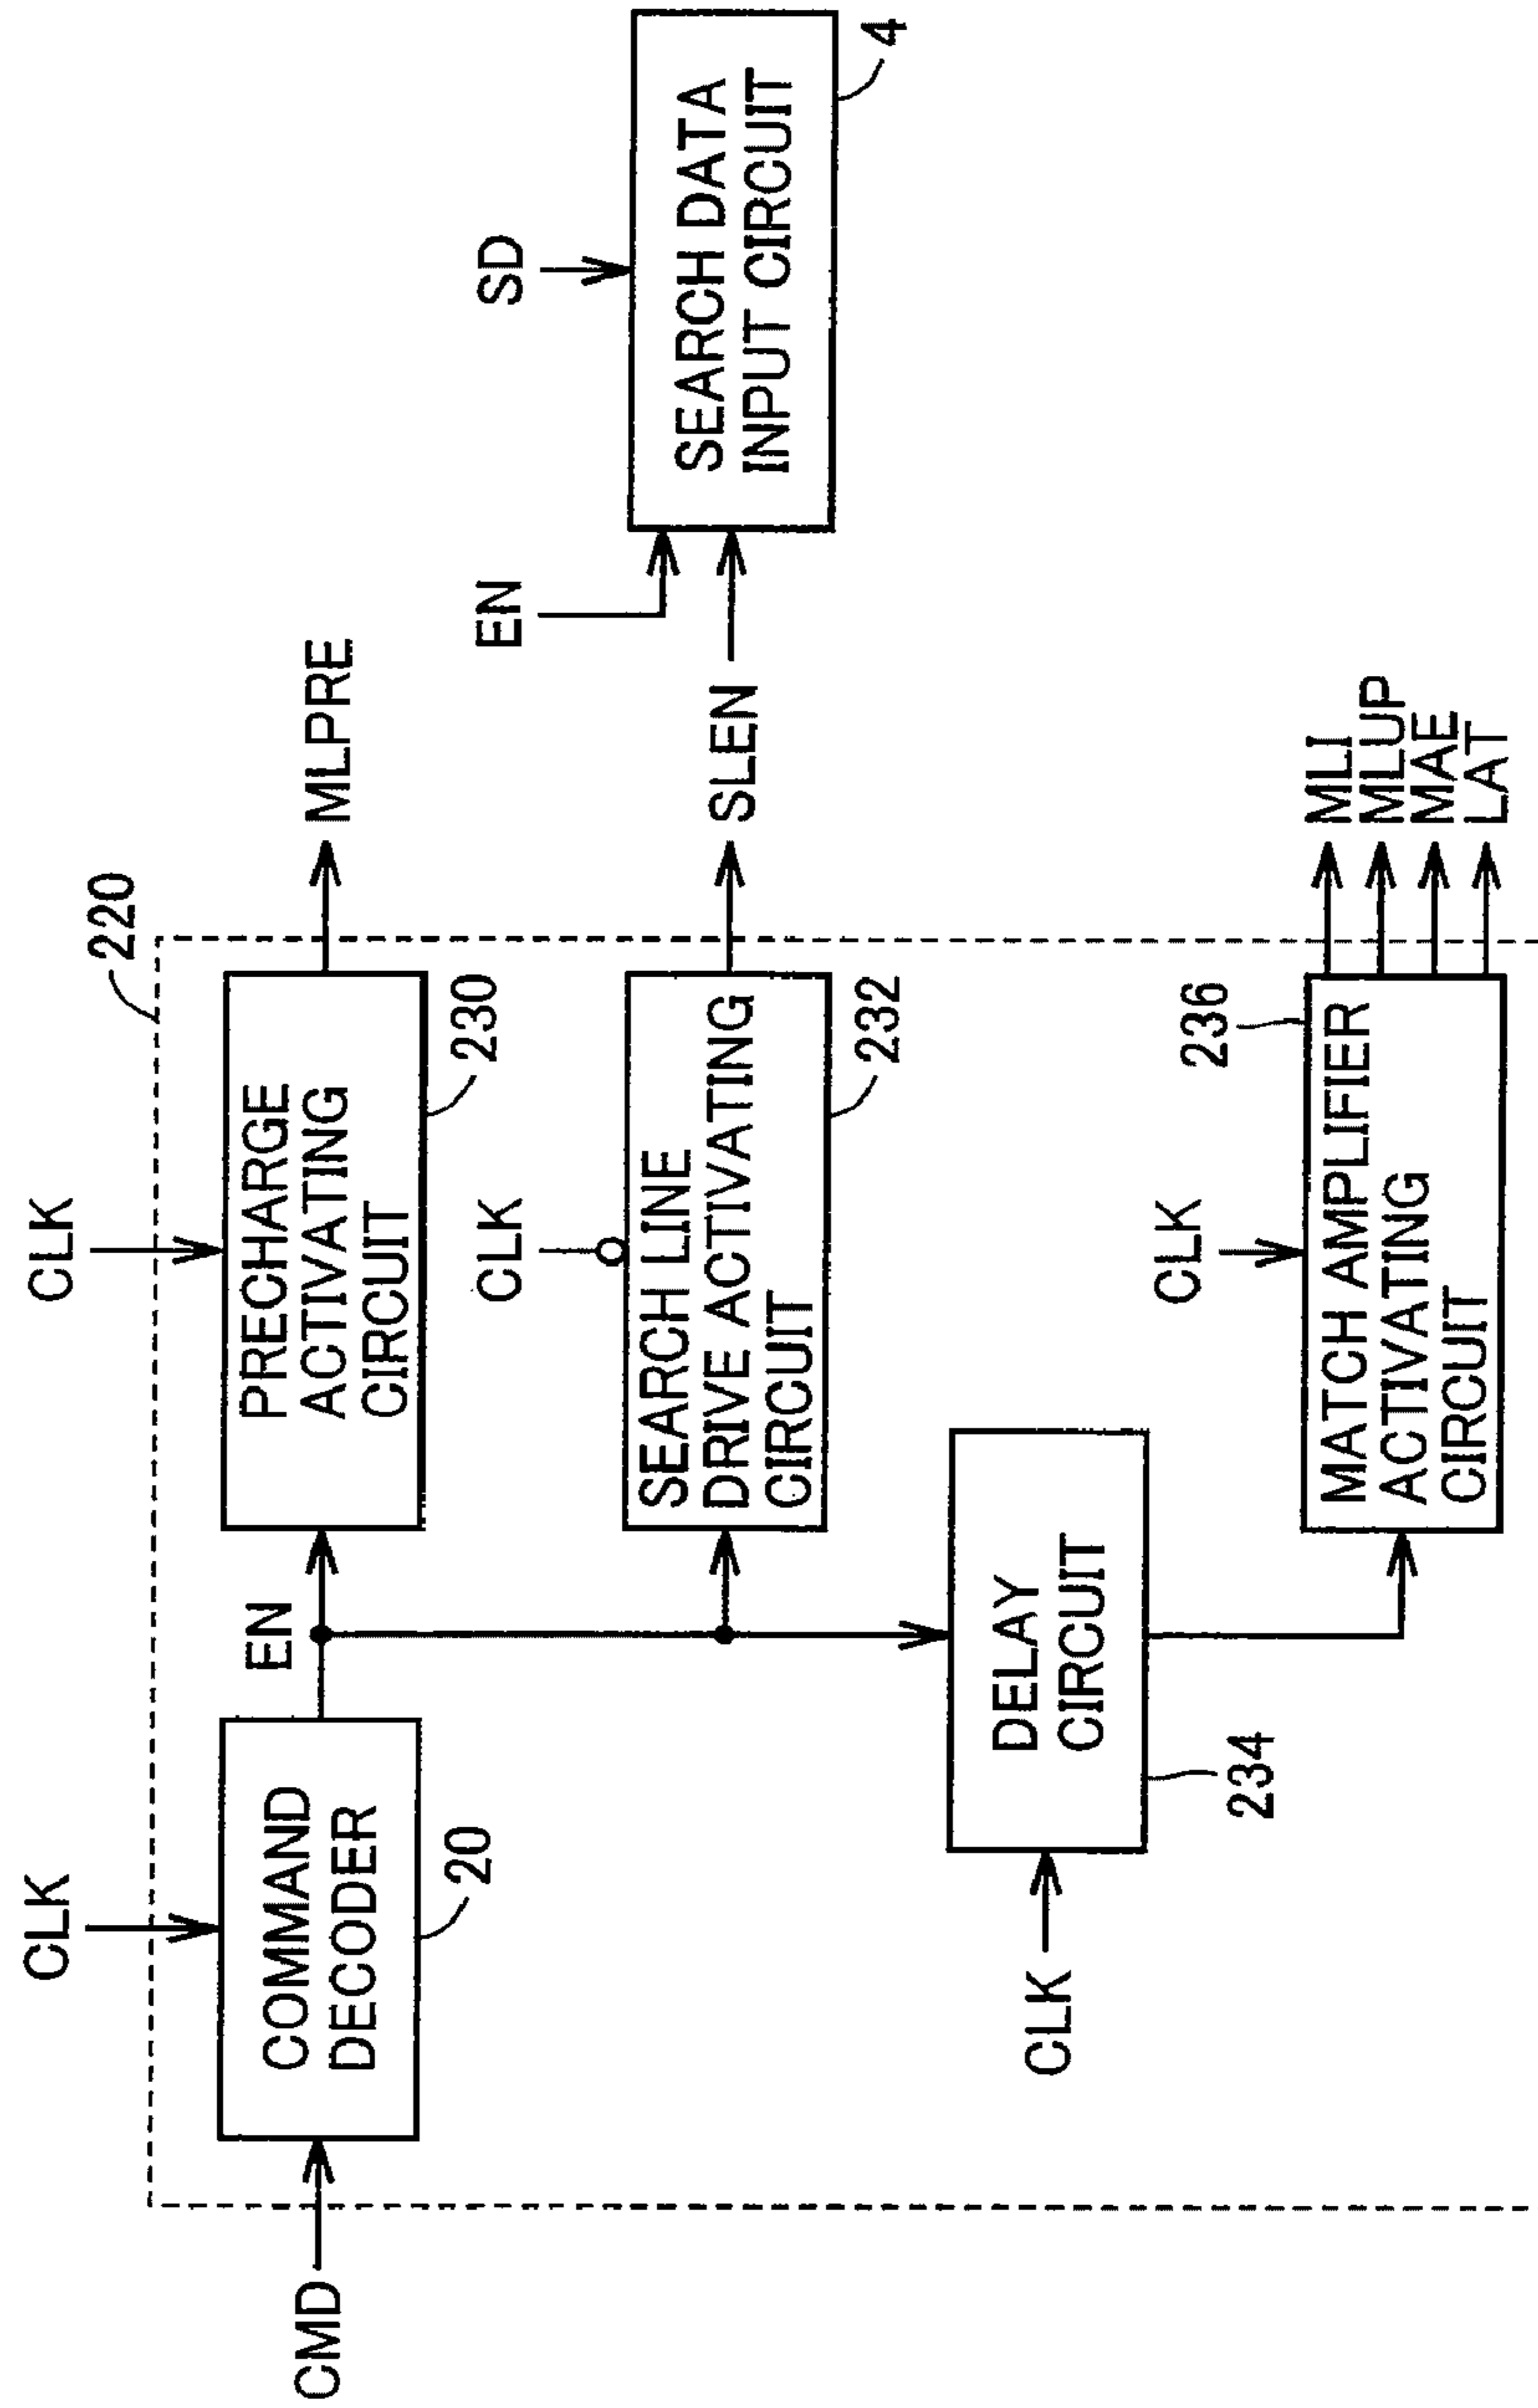 CLK
CLK
220
CMD
COMMAND
DECODER
20
EN
PRECHARGE
ACTIVATING
CIRCUIT
230
MLPRE
CLK
SEARCH LINE
DRIVE ACTIVATING
CIRCUIT
232
SLEN
EN
SD
SEARCH DATA
INPUT CIRCUIT
4
CLK
DELAY
CIRCUIT
234
CLK
236
MATCH AMPLIFIER
ACTIVATING
CIRCUIT
MLI
MLUP
MAE
LAT